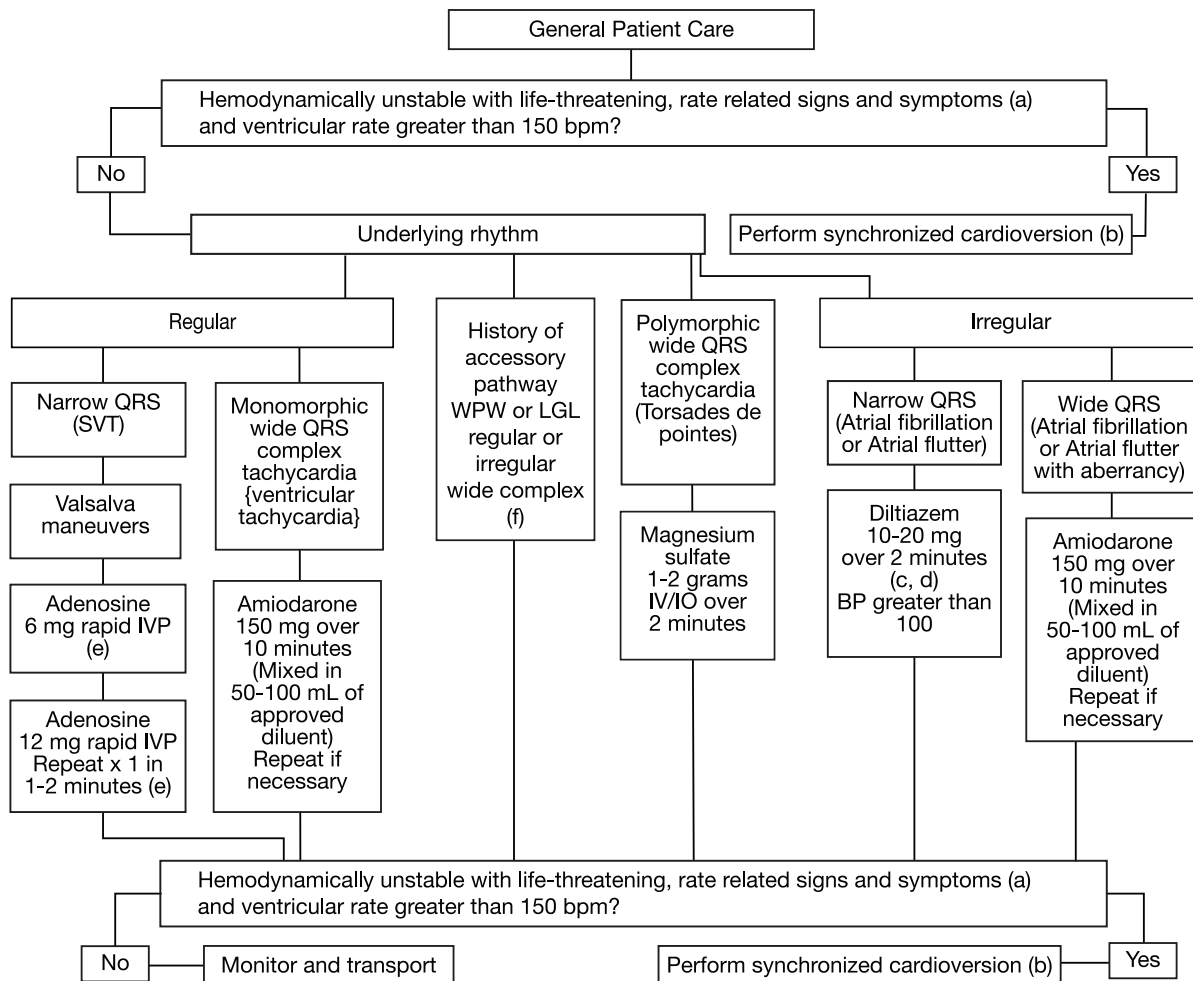 General Patient Care
Hemodynamically unstable with life-threatening, rate related signs and symptoms (a)
and ventricular rate greater than 150 bpm?
No
Yes
Underlying rhythm
Perform synchronized cardioversion (b)
Regular
History of
accessory
pathway
WPW or LGL
regular or
irregular
wide complex
(f)
Polymorphic
wide QRS
complex
tachycardia
(Torsades de
pointes)
Irregular
Narrow QRS
(SVT)
Monomorphic
wide QRS
complex
tachycardia
{ventricular
tachycardia}
Narrow QRS
(Atrial fibrillation
or Atrial flutter)
Wide QRS
(Atrial fibrillation
or Atrial flutter
with aberrancy)
Valsalva
maneuvers
Adenosine
6 mg rapid IVP
(e)
Adenosine
12 mg rapid IVP
Repeat x 1 in
1-2 minutes (e)
Amiodarone
150 mg over
10 minutes
(Mixed in
50-100 mL of
approved
diluent)
Repeat if
necessary
Magnesium
sulfate
1-2 grams
IV/IO over
2 minutes
Diltiazem
10-20 mg
over 2 minutes
(c, d)
BP greater than
100
Amiodarone
150 mg over
10 minutes
(Mixed in
50-100 mL of
approved
diluent)
Repeat if
necessary
Hemodynamically unstable with life-threatening, rate related signs and symptoms (a)
and ventricular rate greater than 150 bpm?
No
Monitor and transport
Perform synchronized cardioversion (b)
Yes